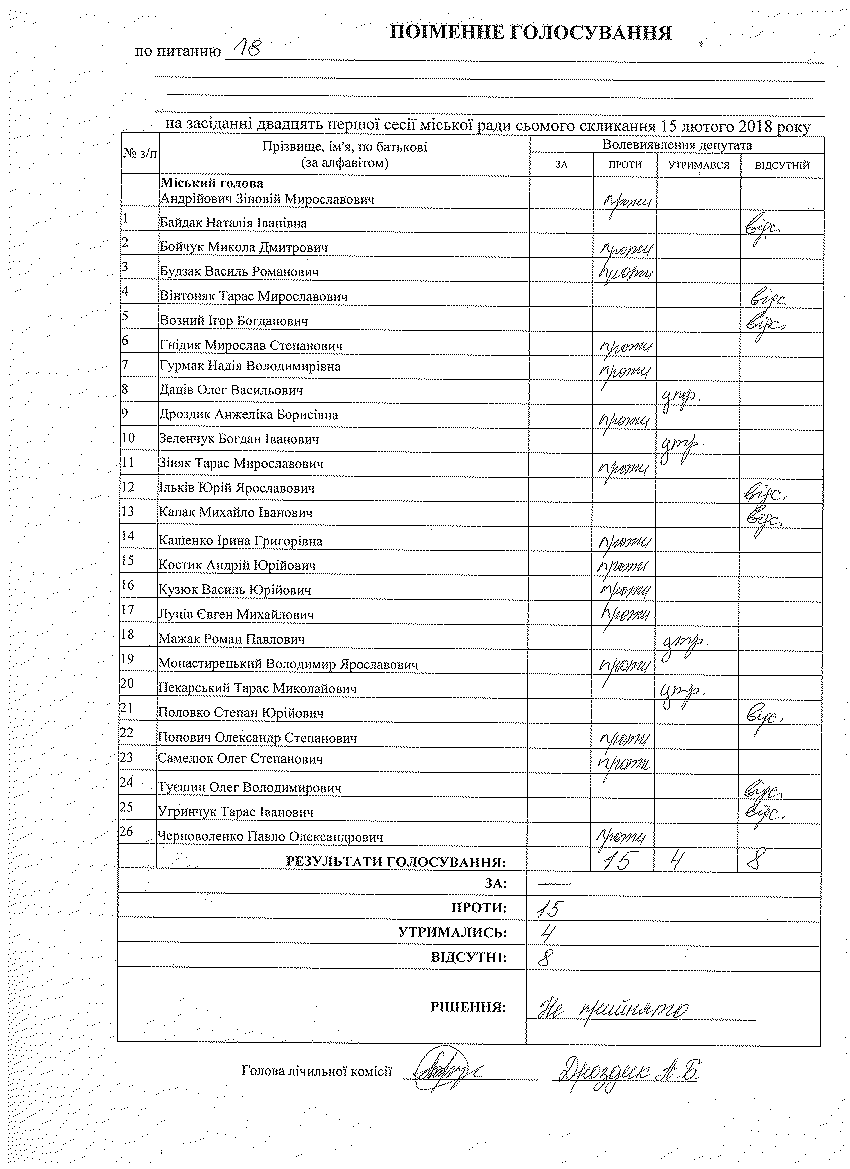 ПОІМЕННЕ ГОЛОСУВАННЯ
по питанню 18
на засіданні двадцять першої сесії міської ради сьомого скликання 15 лютого 2018 року
№ з/п Прізвище, ім'я, по батькові (за алфавітом) Волевиявлення депутата
ЗА ПРОТИ УТРИМАВСЯ ВІДСУТНІЙ
Міський голова
Андрійович Зіновій Мирославович проти
1 Байдак Наталія Іванівна відс.
2 Бойчук Микола Дмитрович проти
3 Будзак Василь Романович проти
4 Вінтоняк Тарас Мирославович відс
5 Возний Ігор Богданович відс.
6 Гнідик Мирослав Степанович проти
7 Гурмак Надія Володимирівна проти
8 Даців Олег Васильович утр.
9 Дроздик Анжеліка Борисівна проти
10 Зеленчук Богдан Іванович утр.
11 Зіняк Тарас Мирославович проти
12 Ільків Юрій Ярославович відс.
13 Капак Михайло Іванович відс.
14 Кащенко Ірина Григорівна проти
15 Костик Андрій Юрійович проти
16 Кузюк Василь Юрійович проти
17 Луців Євген Михайлович проти
18 Мажак Роман Павлович утр.
19 Монастирецький Володимир Ярославович проти
20 Пекарський Тарас Миколайович утр.
21 Половко Степан Юрійович відс.
22 Попович Олександр Степанович проти
23 Самелюк Олег Степанович проти
24 Олег Володимирович відс.
25 Угринчук Тарас Іванович відс.
26 Черноволенко Павло Олександрович проти
РЕЗУЛЬТАТИ ГОЛОСУВАННЯ: 15 4 8
ЗА: —
ПРОТИ: 15
УТРИМАЛИСЬ: 4
ВІДСУТНІ: 8
РІШЕННЯ: Не прийнято
Голова лічильної комісії Дроздик А.Б